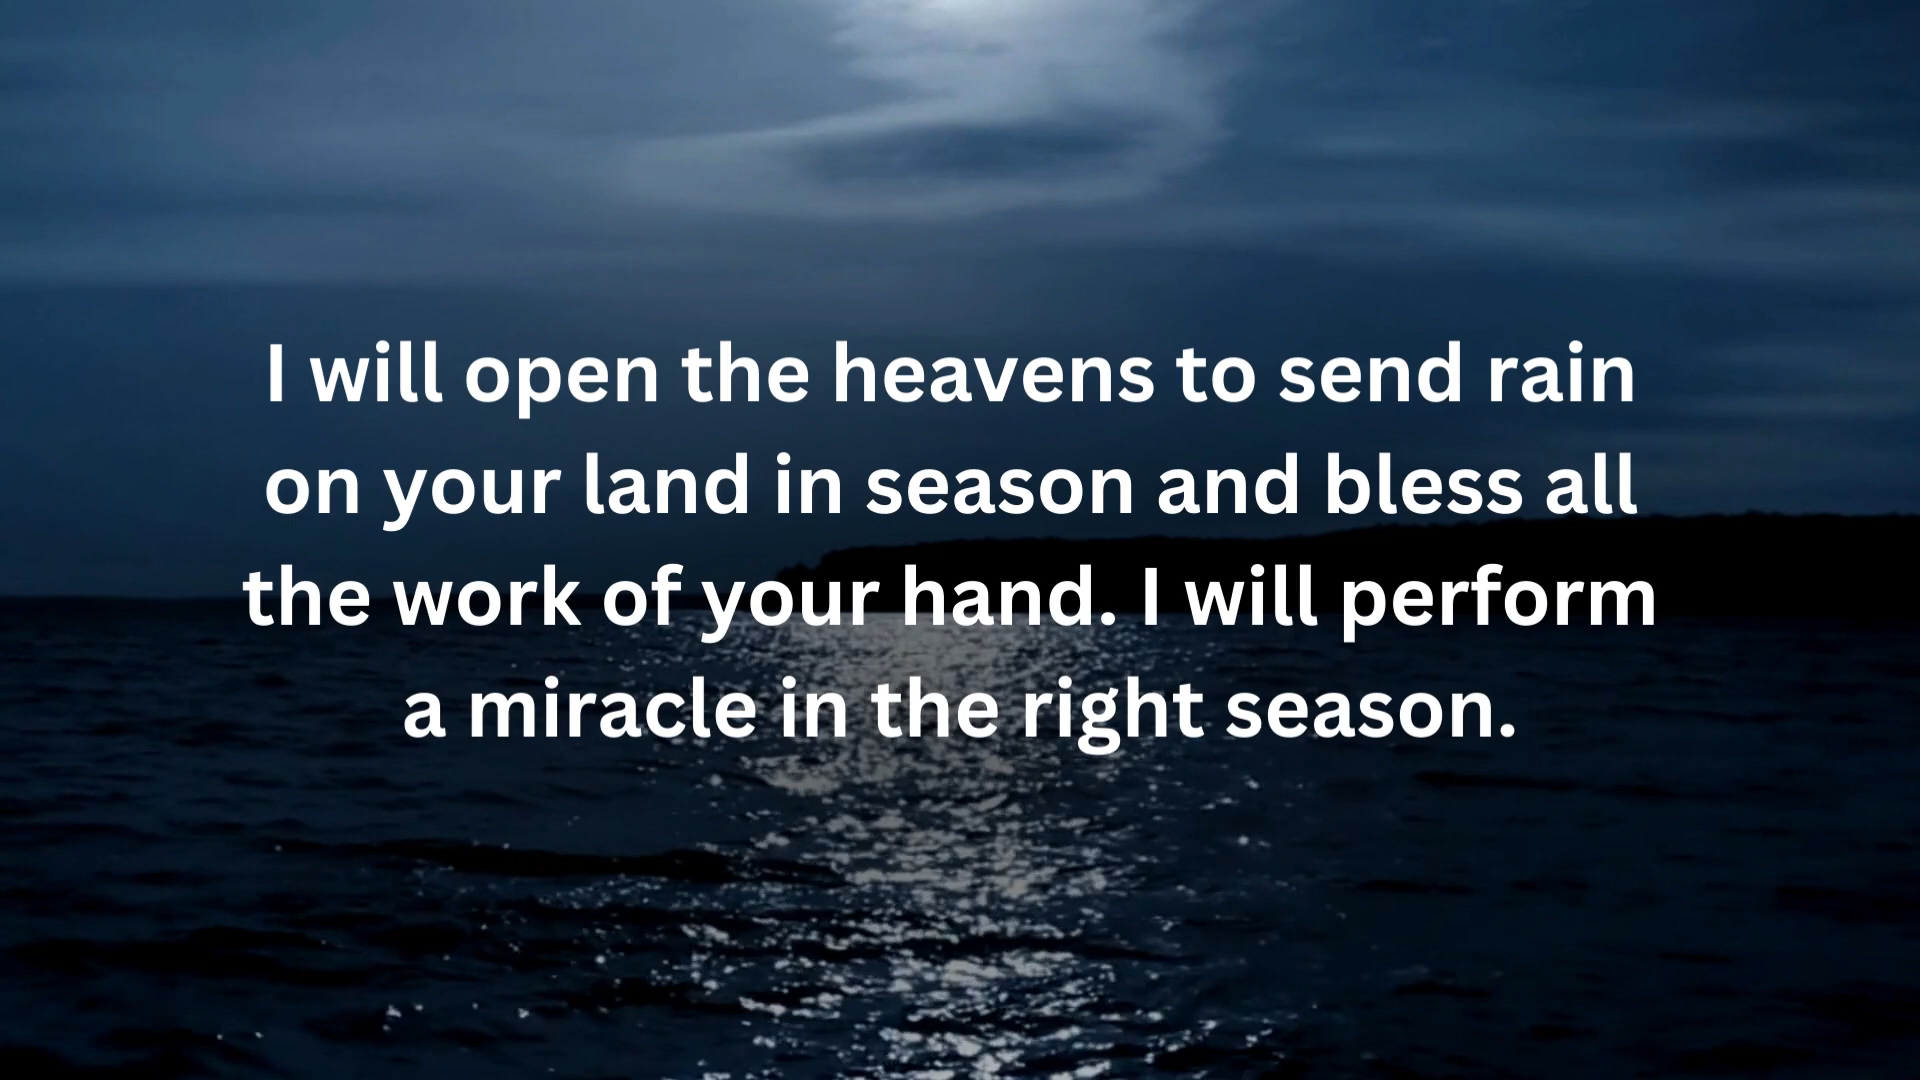 I will open the heavens to send rain
on your land in season and bless all
the work of your hand. I will perform
a miracle in the right season.